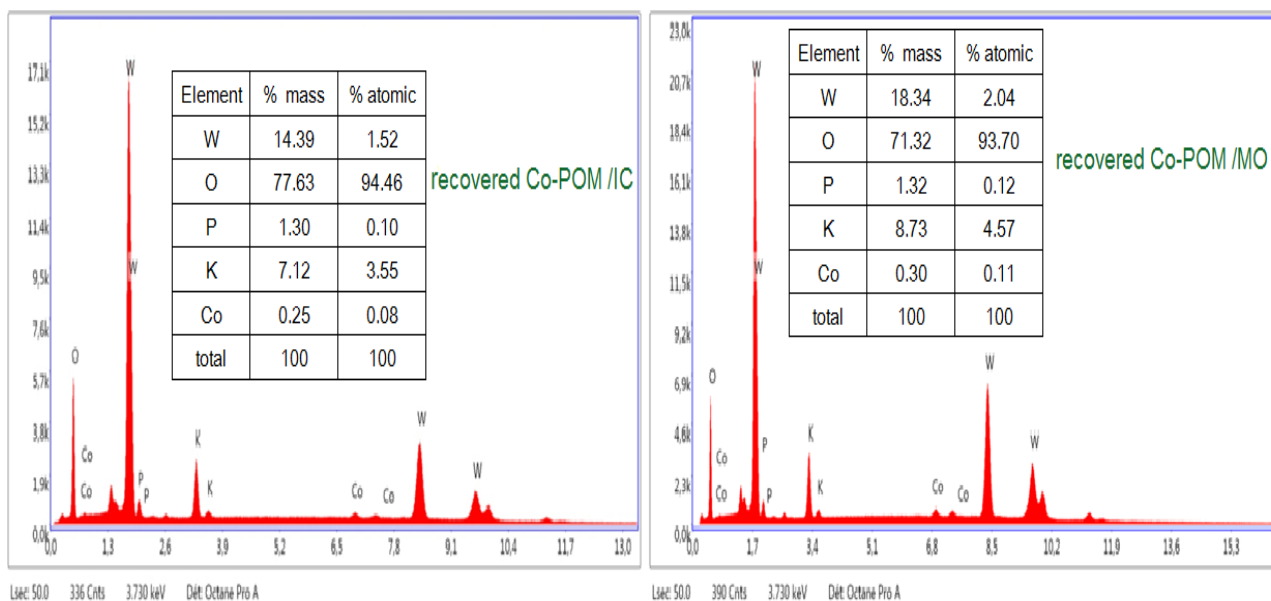 17,1k
15,2k
13,3k
11,4k
9,5k
7,6k
5,7k
3,8k
1,9k
0,0k
W
W
O
Co
Co
P
P
K
K
Co
Co
W
W
Element % mass % atomic
W 14.39 1.52
O 77.63 94.46
P 1.30 0.10
K 7.12 3.55
Co 0.25 0.08
total 100 100
recovered Co-POM /IC
0,0 1,3 2,6 3,9 5,2 6,5 7,8 9,1 10,4 11,7 13,0
Lsec: 50.0 336 Cnts 3.730 keV Dét: Octane Pro A
23,0k
20,7k
18,4k
16,1k
13,8k
11,5k
9,2k
6,9k
4,6k
2,3k
0,0k
W
W
O
Co
Co
P
P
K
K
Co
Co
W
W
Element % mass % atomic
W 18.34 2.04
O 71.32 93.70
P 1.32 0.12
K 8.73 4.57
Co 0.30 0.11
total 100 100
recovered Co-POM /MO
0,0 1,7 3,4 5,1 6,8 8,5 10,2 11,9 13,6 15,3
Lsec: 50.0 390 Cnts 3.730 keV Dét: Octane Pro A